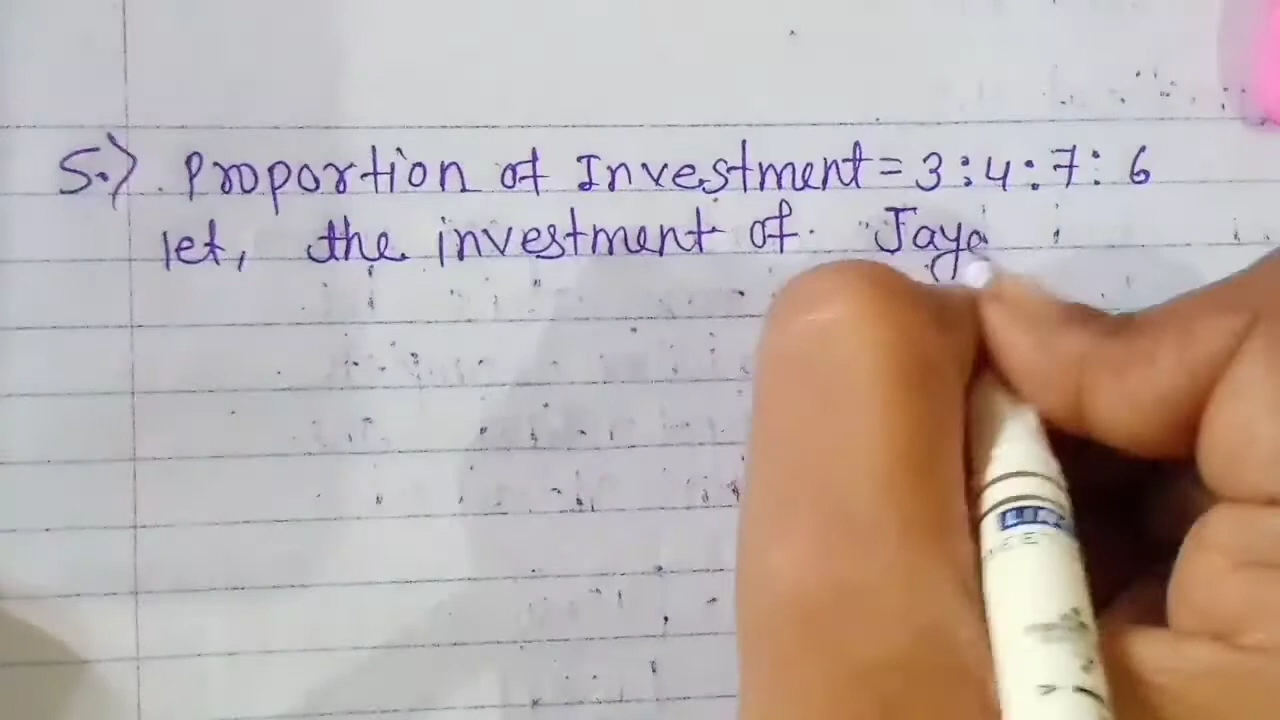 5.) Proportion of Investment = 3:4:7:6
let, the investment of Jaya